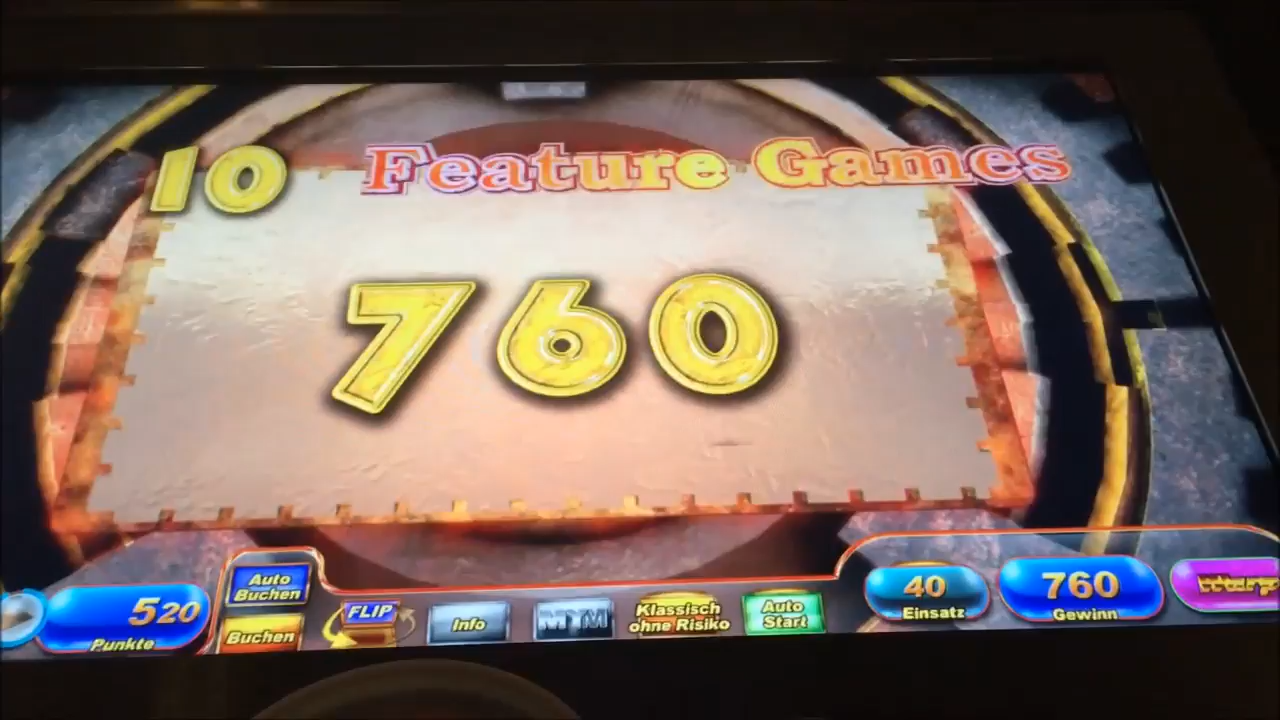 10 Feature Games
760
520
Punkte
Auto
Buchen
Buchen
FLIP
Info
MTM
Klassisch
ohne Risiko
Auto
Start
40
Einsatz
760
Gewinn